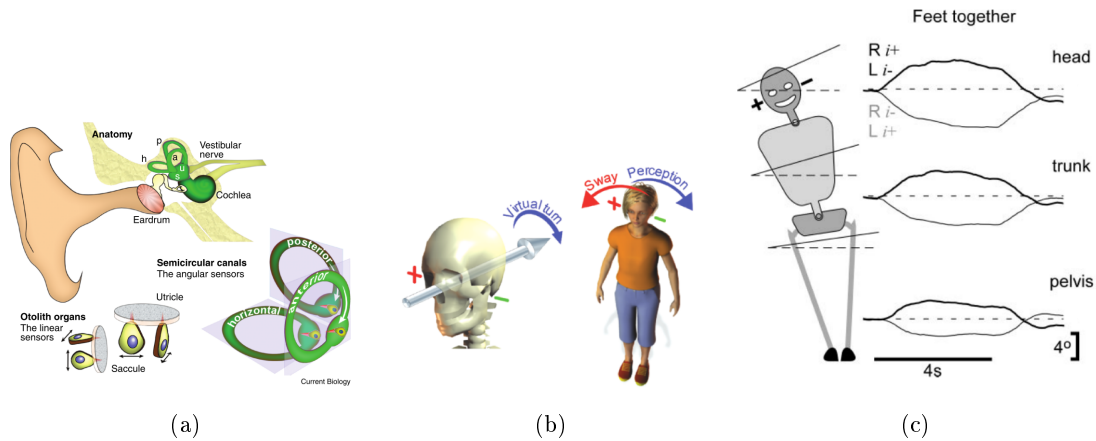 Anatomy
p
h
a
u
s
Vestibular
nerve
Cochlea
Eardrum
Semicircular canals
The angular sensors
posterior
anterior
horizontal
Utricle
Otolith organs
The linear
sensors
Saccule
Current Biology
(a)
Virtual turn
+
−
Sway
Perception
+
−
(b)
Feet together
R i+
L i-
head
R i-
L i+
+
-
trunk
pelvis
4º
4s
(c)